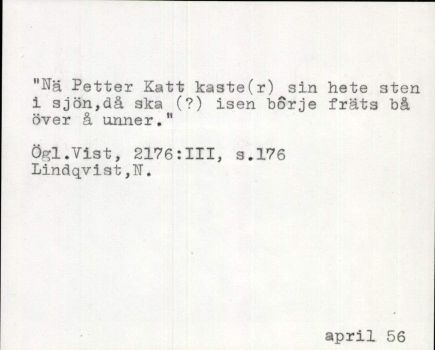 "Nä Petter Katt kaste(r) sin hete sten
i sjön,då ska (?) isen börje fräts bå
över å unner."
Ögl.Vist, 2176:III, s.176
Lindqvist,N.
april 56